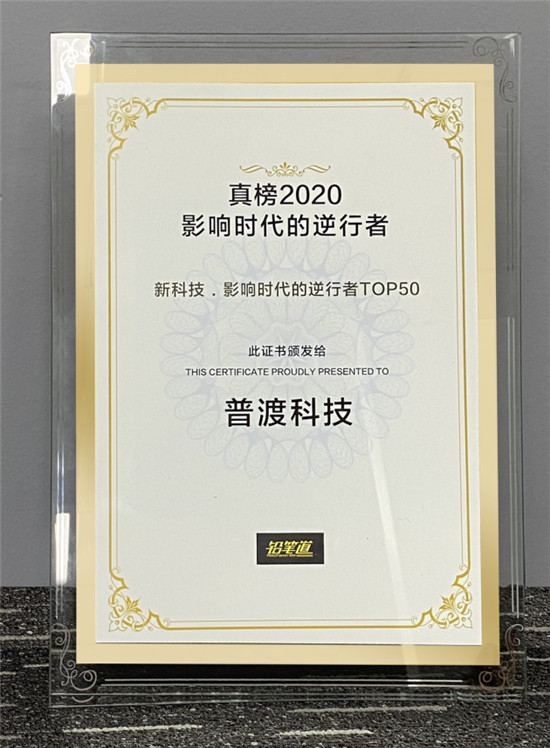 真榜2020
影响时代的逆行者
新科技．影响时代的逆行者TOP50
此证书颁发给
THIS CERTIFICATE PROUDLY PRESENTED TO
普渡科技
铅笔道